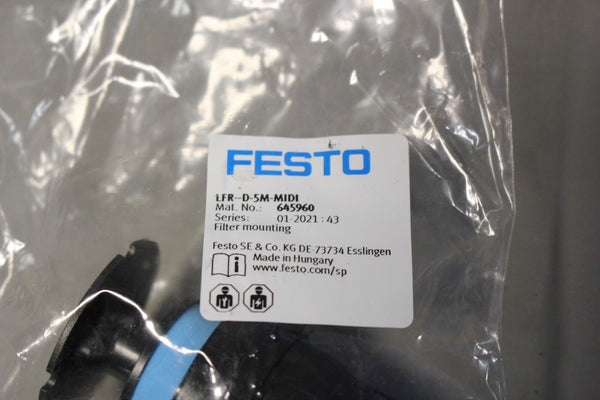 FESTO
LFR-D-5M-MIDI
Mat. No.: 645960
Series: 01-2021 : 43
Filter mounting
Festo SE & Co. KG DE-73734 Esslingen
Made in Hungary
www.festo.com/sp